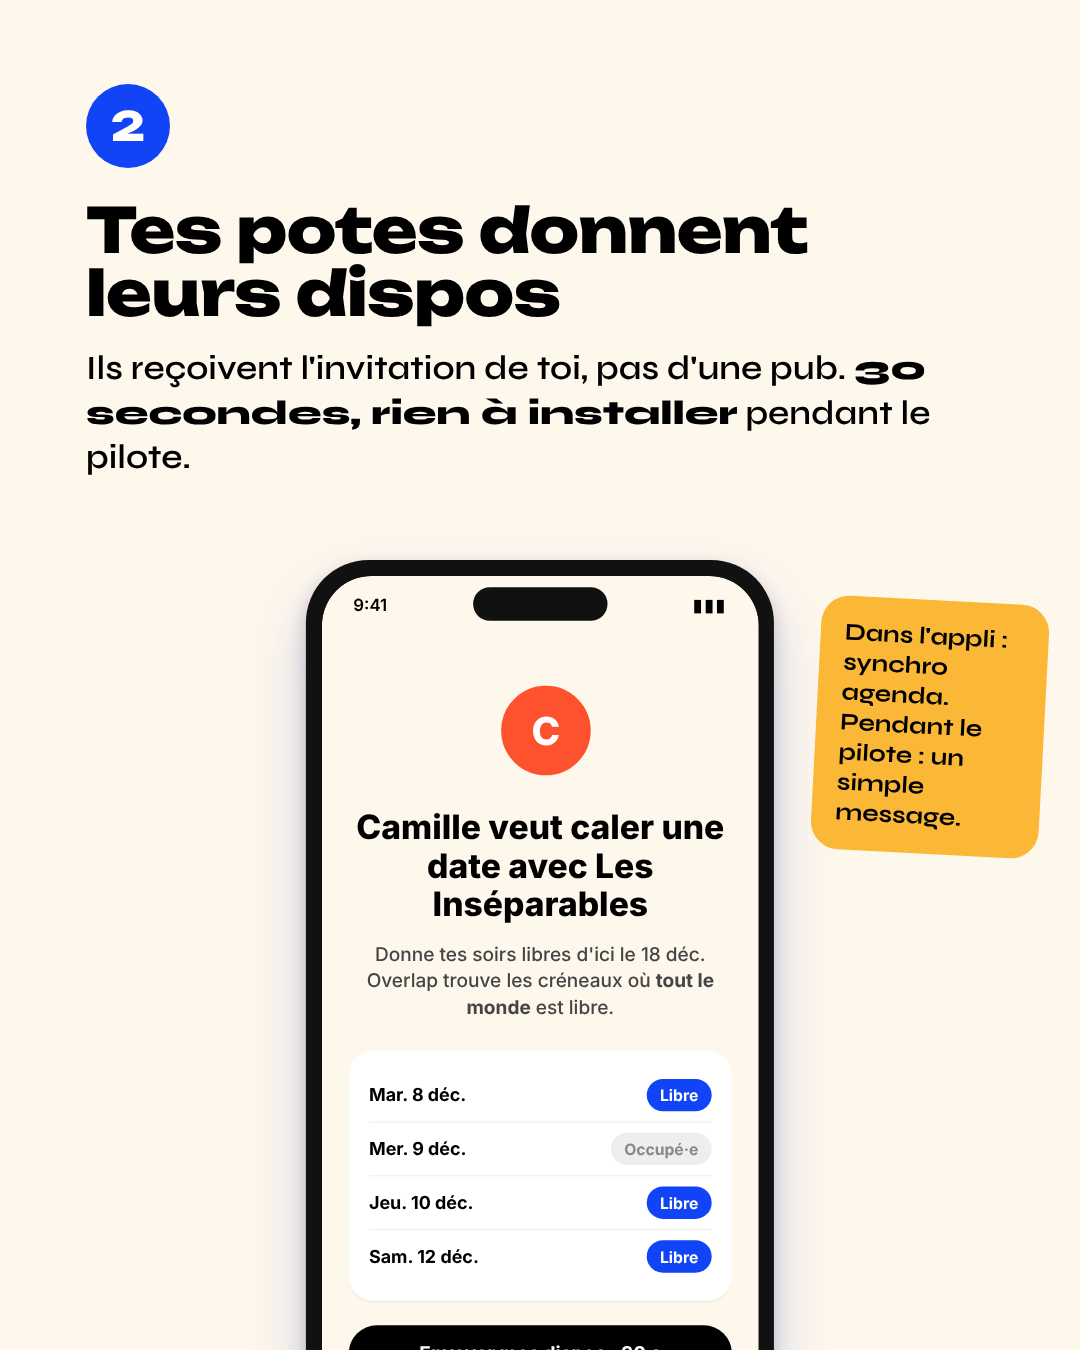 2
Tes potes donnent
leurs dispos
Ils reçoivent l'invitation de toi, pas d'une pub. 30
secondes, rien à installer pendant le
pilote.
9:41
Dans l'appli :
synchro
agenda.
Pendant le
pilote : un
simple
message.
C
Camille veut caler une
date avec Les
Inséparables
Donne tes soirs libres d'ici le 18 déc.
Overlap trouve les créneaux où tout le
monde est libre.
Mar. 8 déc. Libre
Mer. 9 déc. Occupé·e
Jeu. 10 déc. Libre
Sam. 12 déc. Libre